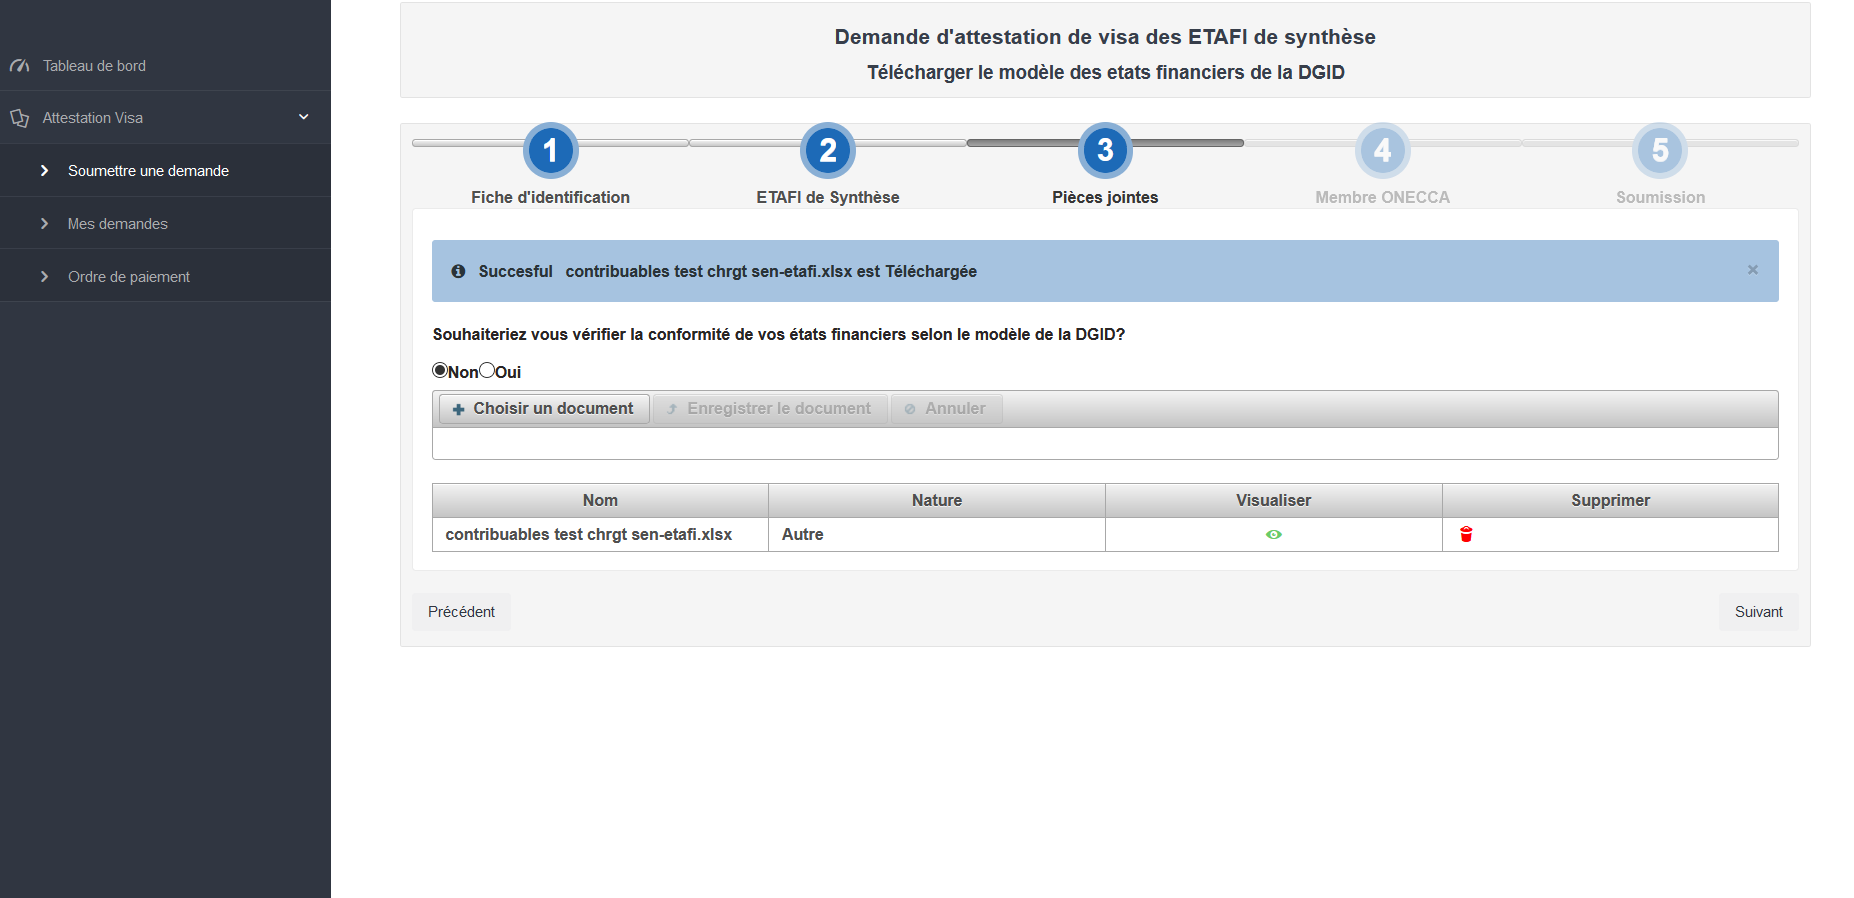 Tableau de bord
Attestation Visa
Soumettre une demande
Mes demandes
Ordre de paiement
Demande d'attestation de visa des ETAFI de synthèse
Télécharger le modèle des etats financiers de la DGID
1 2 3 4 5
Fiche d'identification ETAFI de Synthèse Pièces jointes Membre ONECCA Soumission
Succesful contribuables test chrgt sen-etafi.xlsx est Téléchargée ×
Souhaiteriez vous vérifier la conformité de vos états financiers selon le modèle de la DGID?
Non Oui
Choisir un document Enregistrer le document Annuler
Nom Nature Visualiser Supprimer
contribuables test chrgt sen-etafi.xlsx Autre
Précédent Suivant